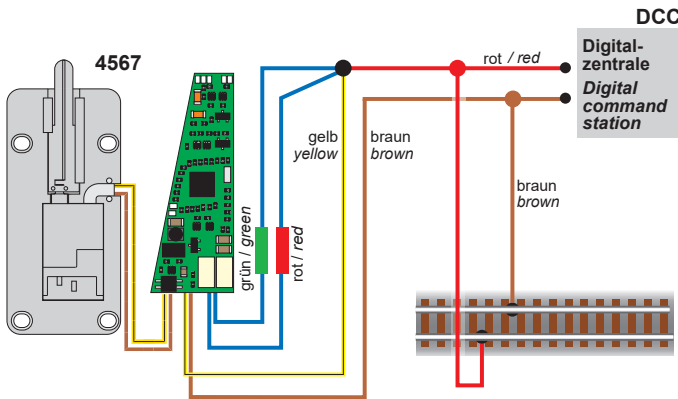 DCC
4567
rot / red
Digital-
zentrale
Digital
command
station
gelb
yellow
braun
brown
braun
brown
grün / green
rot / red